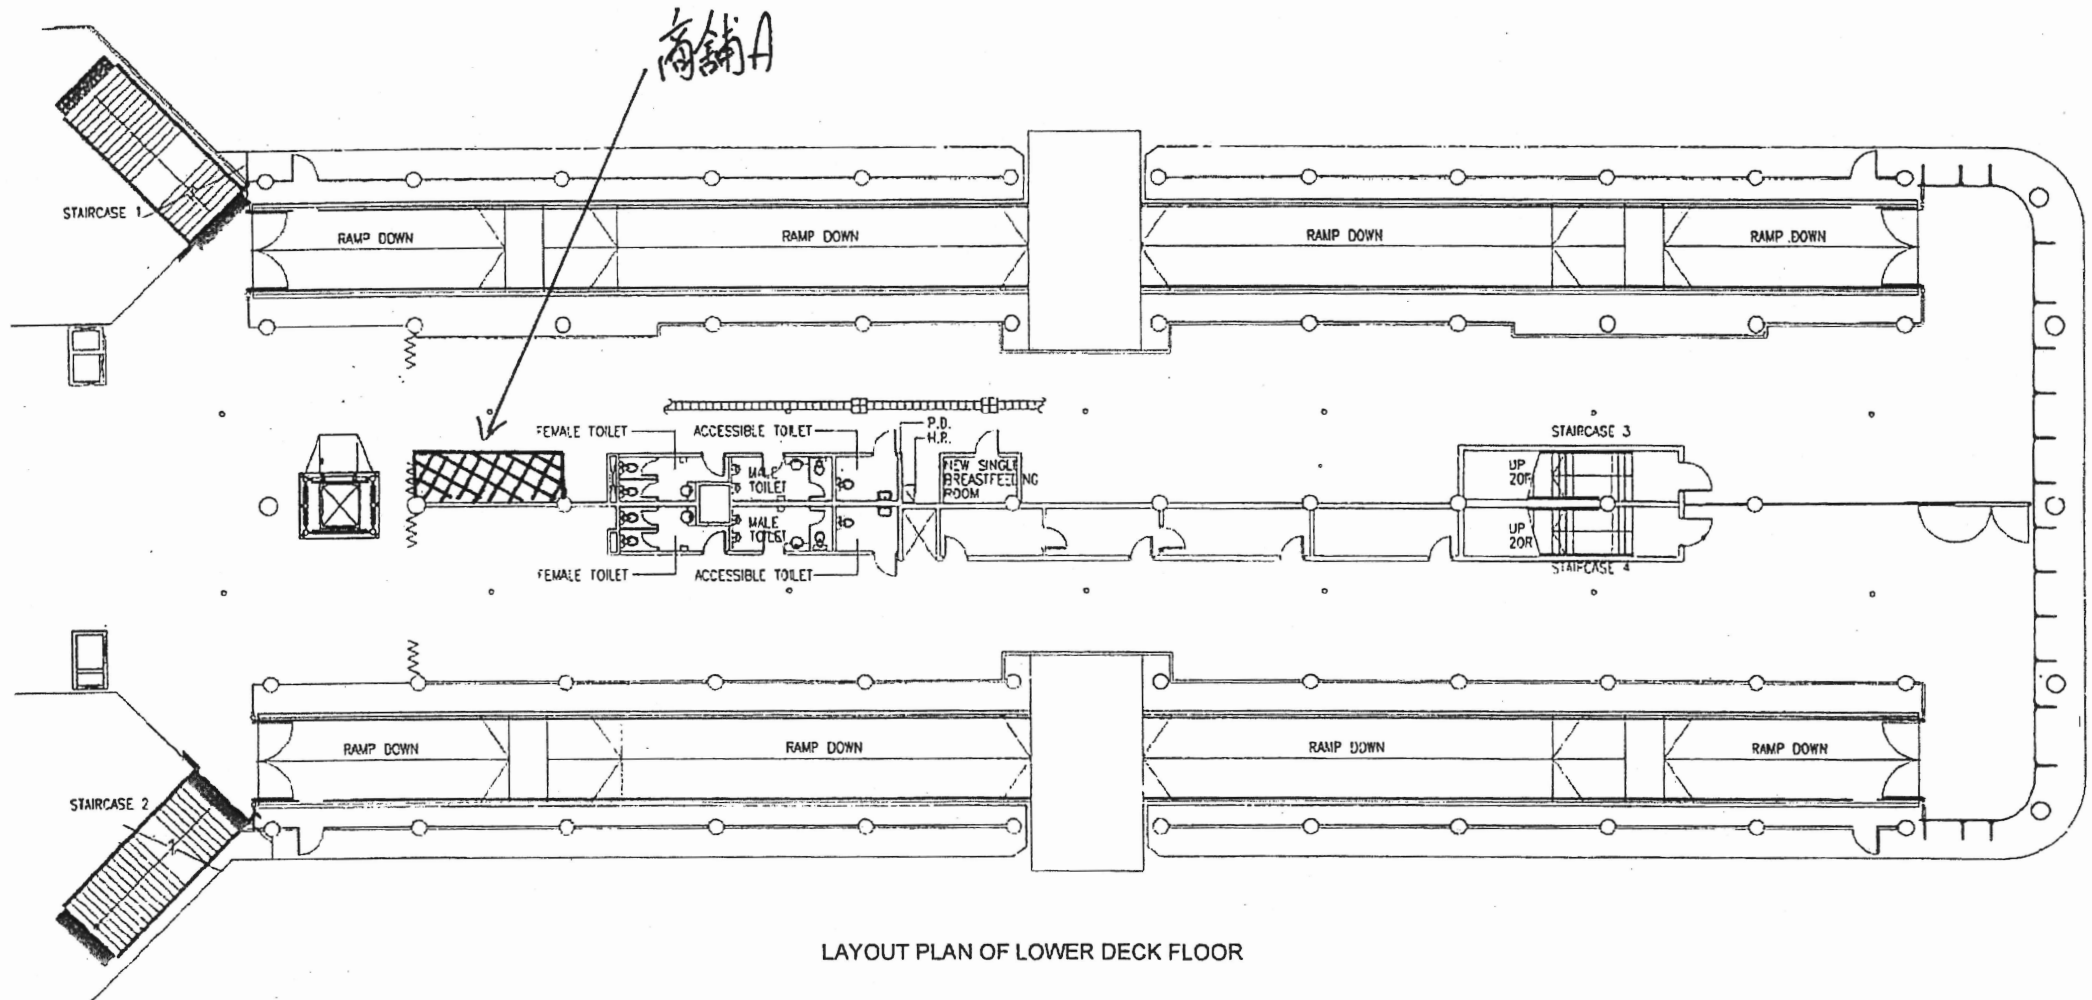 商舖A
STAIRCASE 1
RAMP DOWN
RAMP DOWN
RAMP DOWN
RAMP DOWN
FEMALE TOILET
ACCESSIBLE TOILET
P.D.
H.R.
MALE
TOILET
NEW SINGLE
BREASTFEEDING
ROOM
STAIRCASE 3
UP
20R
MALE
TOILET
UP
20R
FEMALE TOILET
ACCESSIBLE TOILET
STAIRCASE 4
RAMP DOWN
RAMP DOWN
RAMP DOWN
RAMP DOWN
STAIRCASE 2
LAYOUT PLAN OF LOWER DECK FLOOR